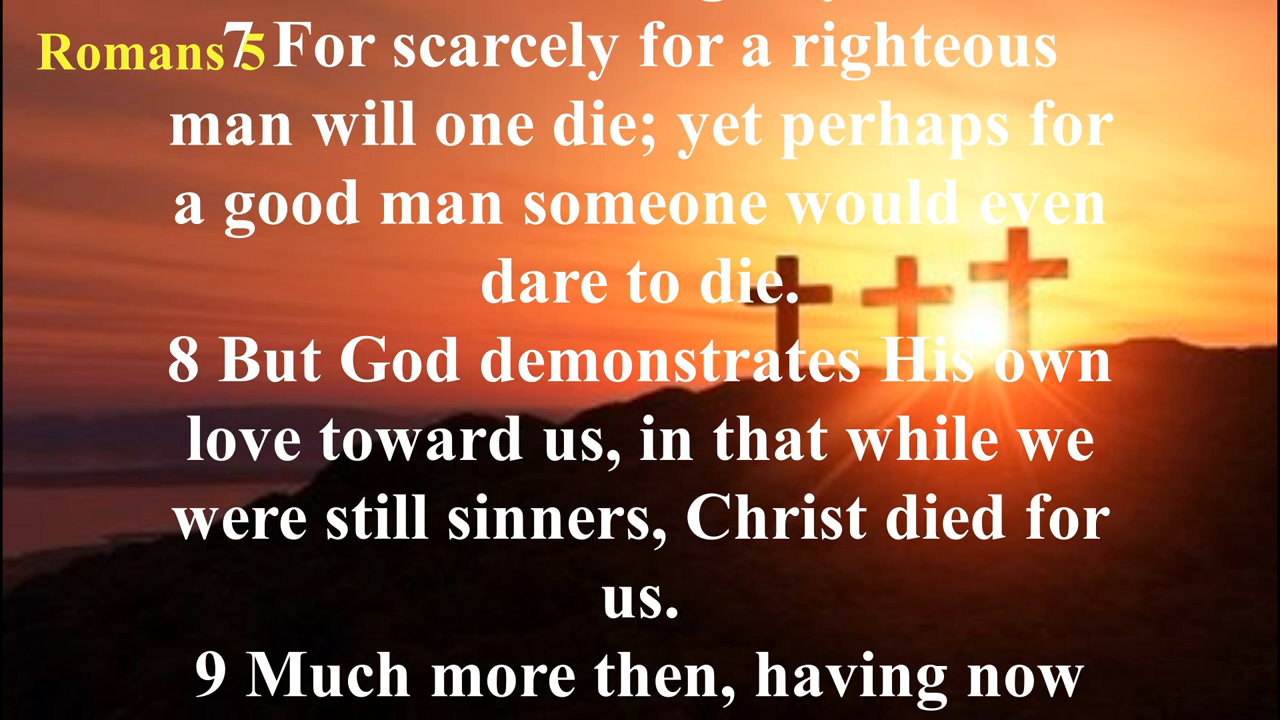 Romans 5
7 For scarcely for a righteous
man will one die; yet perhaps for
a good man someone would even
dare to die.
8 But God demonstrates His own
love toward us, in that while we
were still sinners, Christ died for
us.
9 Much more then, having now